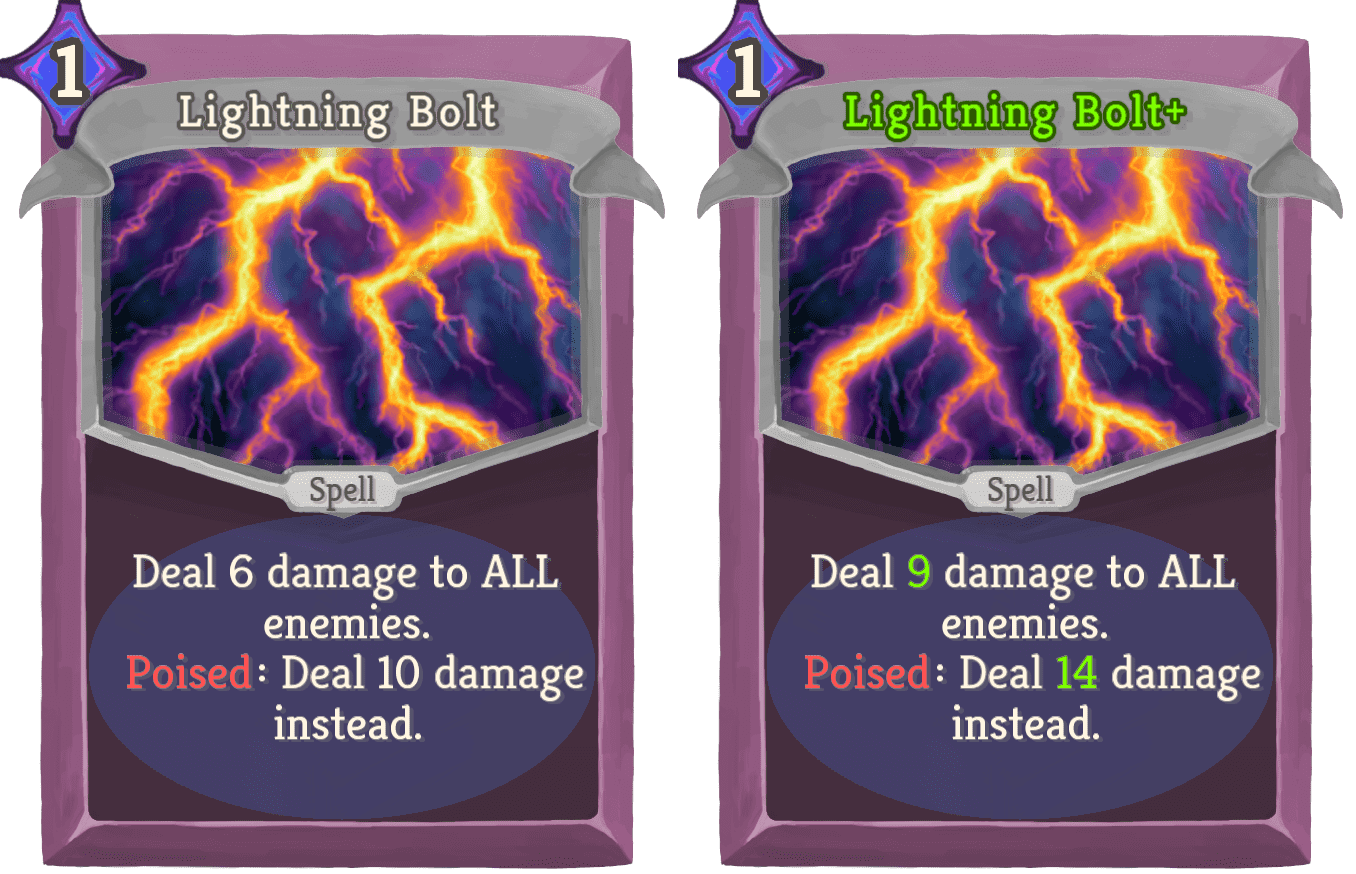 1
Lightning Bolt
Spell
Deal 6 damage to ALL
enemies.
Poised: Deal 10 damage
instead.
1
Lightning Bolt+
Spell
Deal 9 damage to ALL
enemies.
Poised: Deal 14 damage
instead.